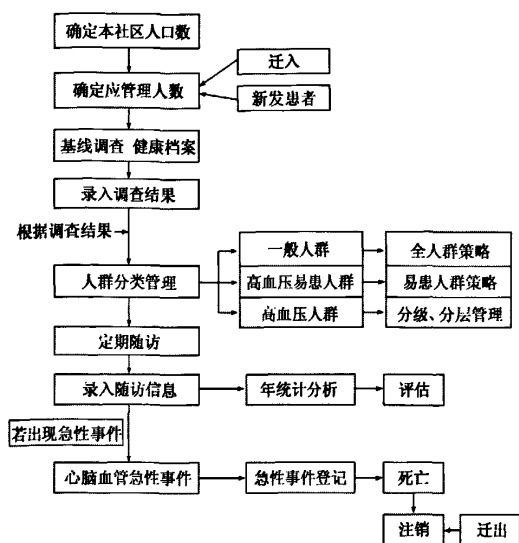 确定本社区人口数
迁入
确定应管理人数
新发患者
基线调查 健康档案
录入调查结果
根据调查结果
一般人群
全人群策略
人群分类管理
高血压易患人群
易患人群策略
高血压人群
分级、分层管理
定期随访
录入随访信息
年统计分析
评估
若出现急性事件
心脑血管急性事件
急性事件登记
死亡
注销
迁出